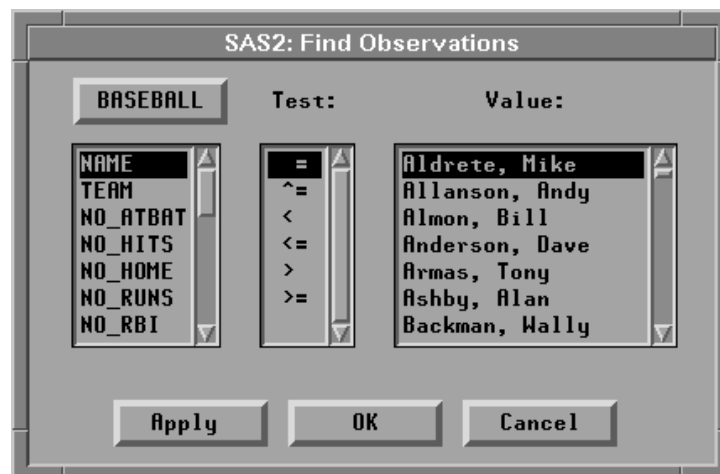 SAS2: Find Observations
BASEBALL Test: Value:
NAME = Aldrete, Mike
TEAM ^= Allanson, Andy
NO_ATBAT < Almon, Bill
NO_HITS <= Anderson, Dave
NO_HOME > Armas, Tony
NO_RUNS >= Ashby, Alan
NO_RBI Backman, Wally
Apply OK Cancel